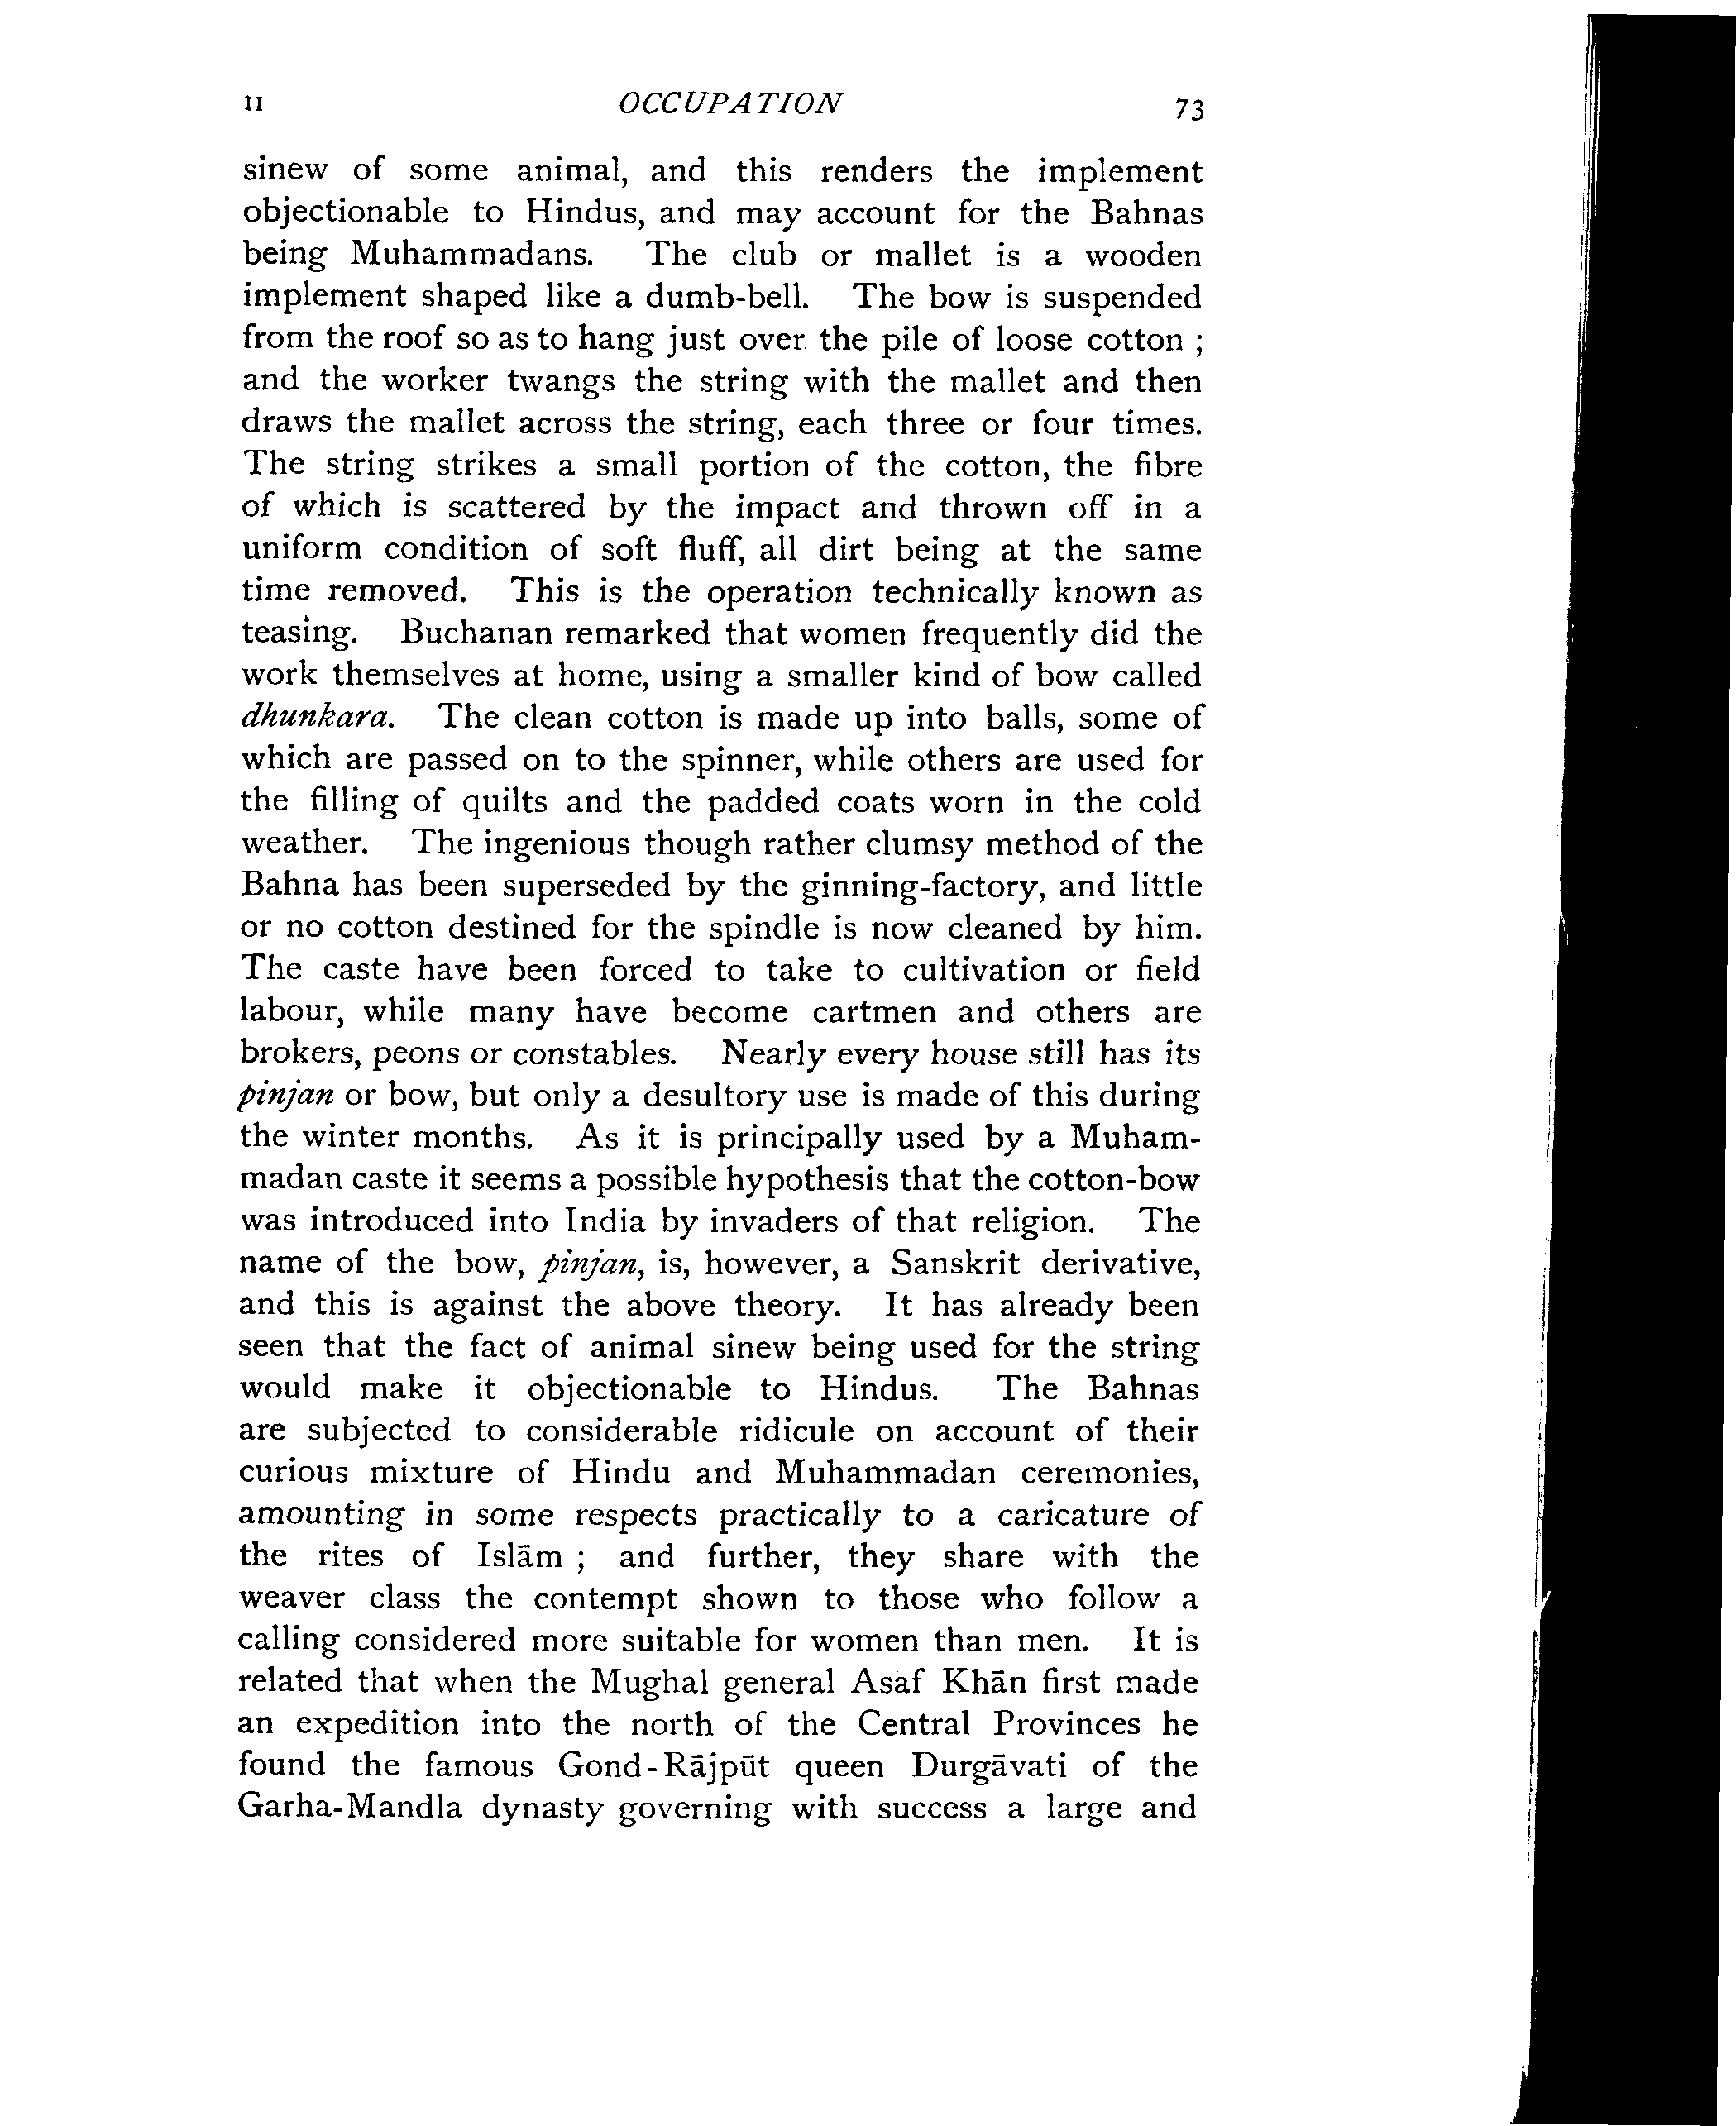 II OCCUPATION 73
sinew of some animal, and this renders the implement
objectionable to Hindus, and may account for the Bahnas
being Muhammadans. The club or mallet is a wooden
implement shaped like a dumb-bell. The bow is suspended
from the roof so as to hang just over the pile of loose cotton ;
and the worker twangs the string with the mallet and then
draws the mallet across the string, each three or four times.
The string strikes a small portion of the cotton, the fibre
of which is scattered by the impact and thrown off in a
uniform condition of soft fluff, all dirt being at the same
time removed. This is the operation technically known as
teasing. Buchanan remarked that women frequently did the
work themselves at home, using a smaller kind of bow called
dhunkara. The clean cotton is made up into balls, some of
which are passed on to the spinner, while others are used for
the filling of quilts and the padded coats worn in the cold
weather. The ingenious though rather clumsy method of the
Bahna has been superseded by the ginning-factory, and little
or no cotton destined for the spindle is now cleaned by him.
The caste have been forced to take to cultivation or field
labour, while many have become cartmen and others are
brokers, peons or constables. Nearly every house still has its
pinjan or bow, but only a desultory use is made of this during
the winter months. As it is principally used by a Muham-
madan caste it seems a possible hypothesis that the cotton-bow
was introduced into India by invaders of that religion. The
name of the bow, pinjan, is, however, a Sanskrit derivative,
and this is against the above theory. It has already been
seen that the fact of animal sinew being used for the string
would make it objectionable to Hindus. The Bahnas
are subjected to considerable ridicule on account of their
curious mixture of Hindu and Muhammadan ceremonies,
amounting in some respects practically to a caricature of
the rites of Islām ; and further, they share with the
weaver class the contempt shown to those who follow a
calling considered more suitable for women than men. It is
related that when the Mughal general Asaf Khān first made
an expedition into the north of the Central Provinces he
found the famous Gond-Rājpūt queen Durgāvati of the
Garha-Mandla dynasty governing with success a large and